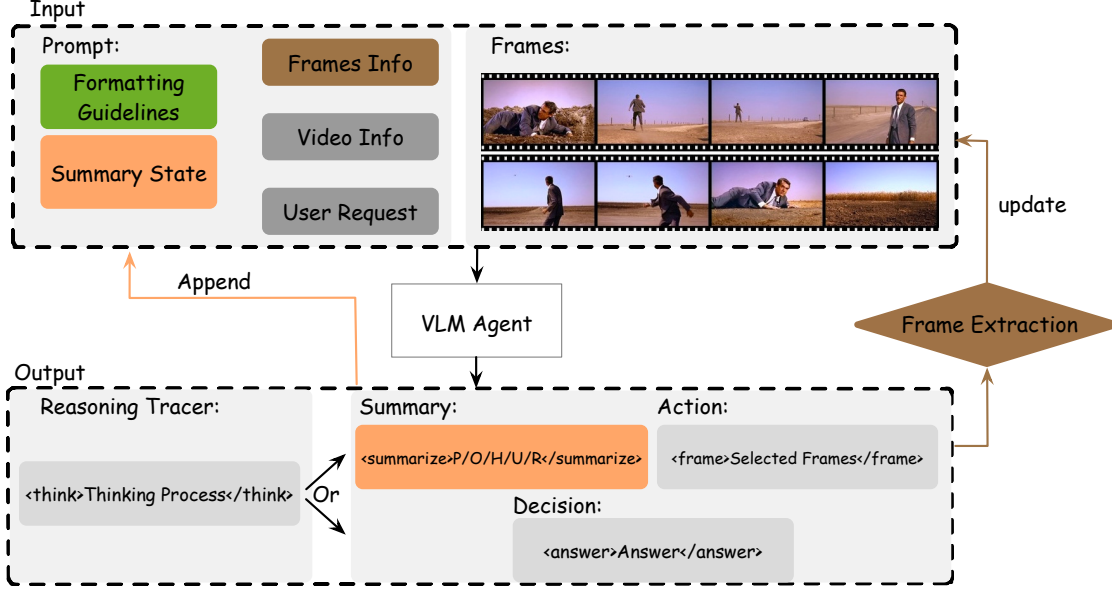 Input
Prompt:
Formatting
Guidelines
Summary State
Frames Info
Video Info
User Request
Frames:
update
Append
VLM Agent
Frame Extraction
Output
Reasoning Tracer:
<think>Thinking Process</think>
Or
Summary:
<summarize>P/O/H/U/R</summarize>
Action:
<frame>Selected Frames</frame>
Decision:
<answer>Answer</answer>